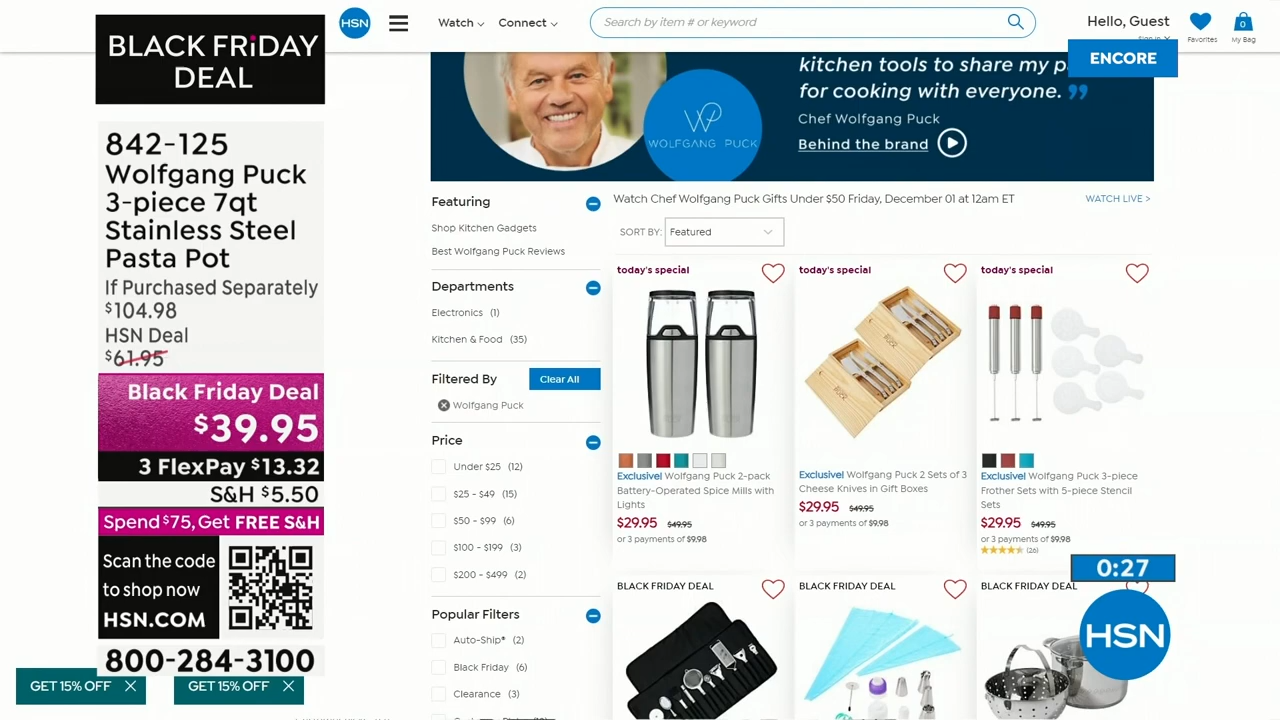 BLACK FRiDAY
DEAL
842-125
Wolfgang Puck
3-piece 7qt
Stainless Steel
Pasta Pot
If Purchased Separately
$104.98
HSN Deal
$61.95
Black Friday Deal
$39.95
3 FlexPay $13.32
S&H $5.50
Spend $75, Get FREE S&H
Scan the code
to shop now
HSN.COM
800-284-3100
GET 15% OFF
GET 15% OFF
HSN
Watch
Connect
Search by item # or keyword
Hello, Guest
Sign in
Favorites
0
My Bag
ENCORE
kitchen tools to share my
for cooking with everyone.
Chef Wolfgang Puck
Behind the brand
WP
WOLFGANG PUCK
Featuring
Shop Kitchen Gadgets
Best Wolfgang Puck Reviews
Departments
Electronics (1)
Kitchen & Food (35)
Filtered By
Clear All
Wolfgang Puck
Price
Under $25 (12)
$25 - $49 (15)
$50 - $99 (6)
$100 - $199 (3)
$200 - $499 (2)
Popular Filters
Auto-Ship® (2)
Black Friday (6)
Clearance (3)
Watch Chef Wolfgang Puck Gifts Under $50 Friday, December 01 at 12am ET
WATCH LIVE >
SORT BY: Featured
today's special
Exclusive! Wolfgang Puck 2-pack
Battery-Operated Spice Mills with
Lights
$29.95 $49.95
or 3 payments of $9.98
today's special
Exclusive! Wolfgang Puck 2 Sets of 3
Cheese Knives in Gift Boxes
$29.95 $49.95
or 3 payments of $9.98
today's special
Exclusive! Wolfgang Puck 3-piece
Frother Sets with 5-piece Stencil
Sets
$29.95 $49.95
or 3 payments of $9.98
(26)
BLACK FRIDAY DEAL
BLACK FRIDAY DEAL
BLACK FRIDAY DEAL
0:27
HSN